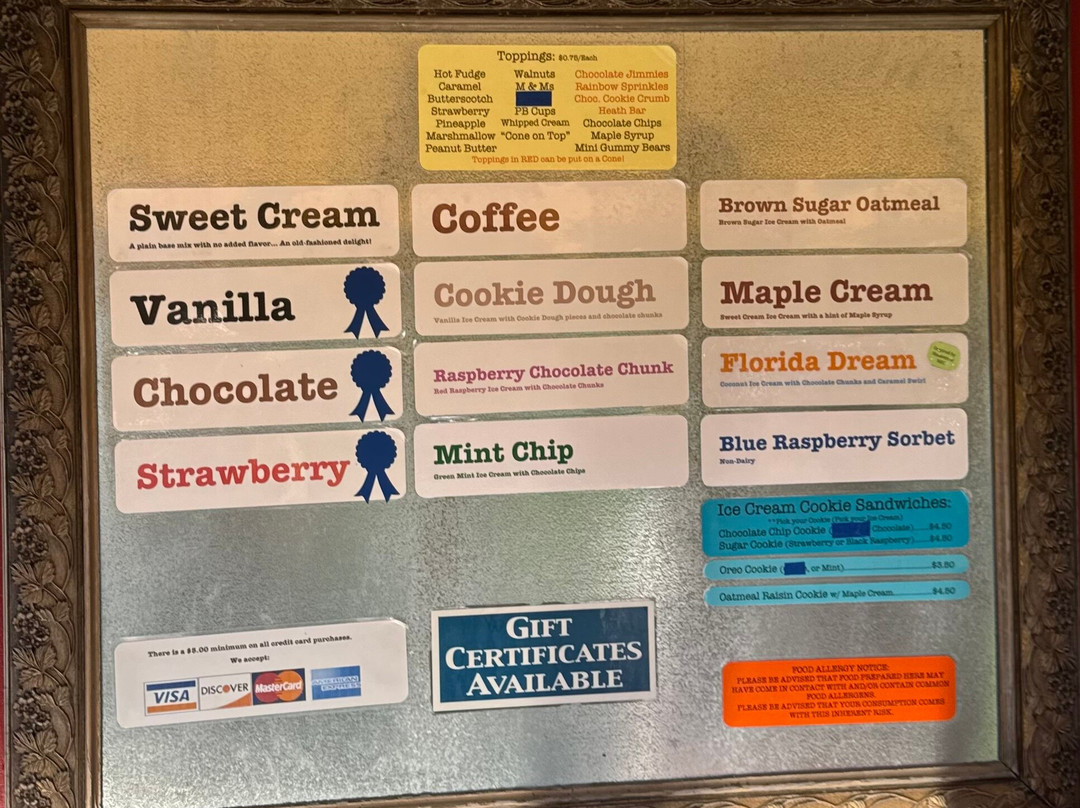 Toppings: $0.75/Each
Hot Fudge
Caramel
Butterscotch
Strawberry
Pineapple
Marshmallow
Peanut Butter
Walnuts
M & Ms
PB Cups
Whipped Cream
"Cone on Top"
Chocolate Jimmies
Rainbow Sprinkles
Choc. Cookie Crumb
Heath Bar
Chocolate Chips
Maple Syrup
Mini Gummy Bears
Toppings in RED can be put on a Cone!
Sweet Cream
A plain base mix with no added flavor... An old-fashioned delight!
Vanilla
Chocolate
Strawberry
Coffee
Cookie Dough
Vanilla Ice Cream with Cookie Dough pieces and chocolate chunks
Raspberry Chocolate Chunk
Red Raspberry Ice Cream with Chocolate Chunks
Mint Chip
Green Mint Ice Cream with Chocolate Chips
Brown Sugar Oatmeal
Brown Sugar Ice Cream with Oatmeal
Maple Cream
Sweet Cream Ice Cream with a hint of Maple Syrup
Florida Dream
Coconut Ice Cream with Chocolate Chunks and Caramel Swirl
Blue Raspberry Sorbet
Non-Dairy
Ice Cream Cookie Sandwiches:
**Pick your Cookie (Pick your Ice Cream)
Chocolate Chip Cookie ( Chocolate)......$4.50
Sugar Cookie (Strawberry or Black Raspberry)....$4.50
Oreo Cookie ( , or Mint)..............................$3.50
Oatmeal Raisin Cookie w/ Maple Cream..............$4.50
There is a $5.00 minimum on all credit card purchases.
We accept:
VISA
DISCOVER
MasterCard
AMERICAN EXPRESS
GIFT
CERTIFICATES
AVAILABLE
FOOD ALLERGY NOTICE:
PLEASE BE ADVISED THAT FOOD PREPARED HERE MAY
HAVE COME IN CONTACT WITH AND/OR CONTAIN COMMON
FOOD ALLERGENS.
PLEASE BE ADVISED THAT YOUR CONSUMPTION COMES
WITH THIS INHERENT RISK.